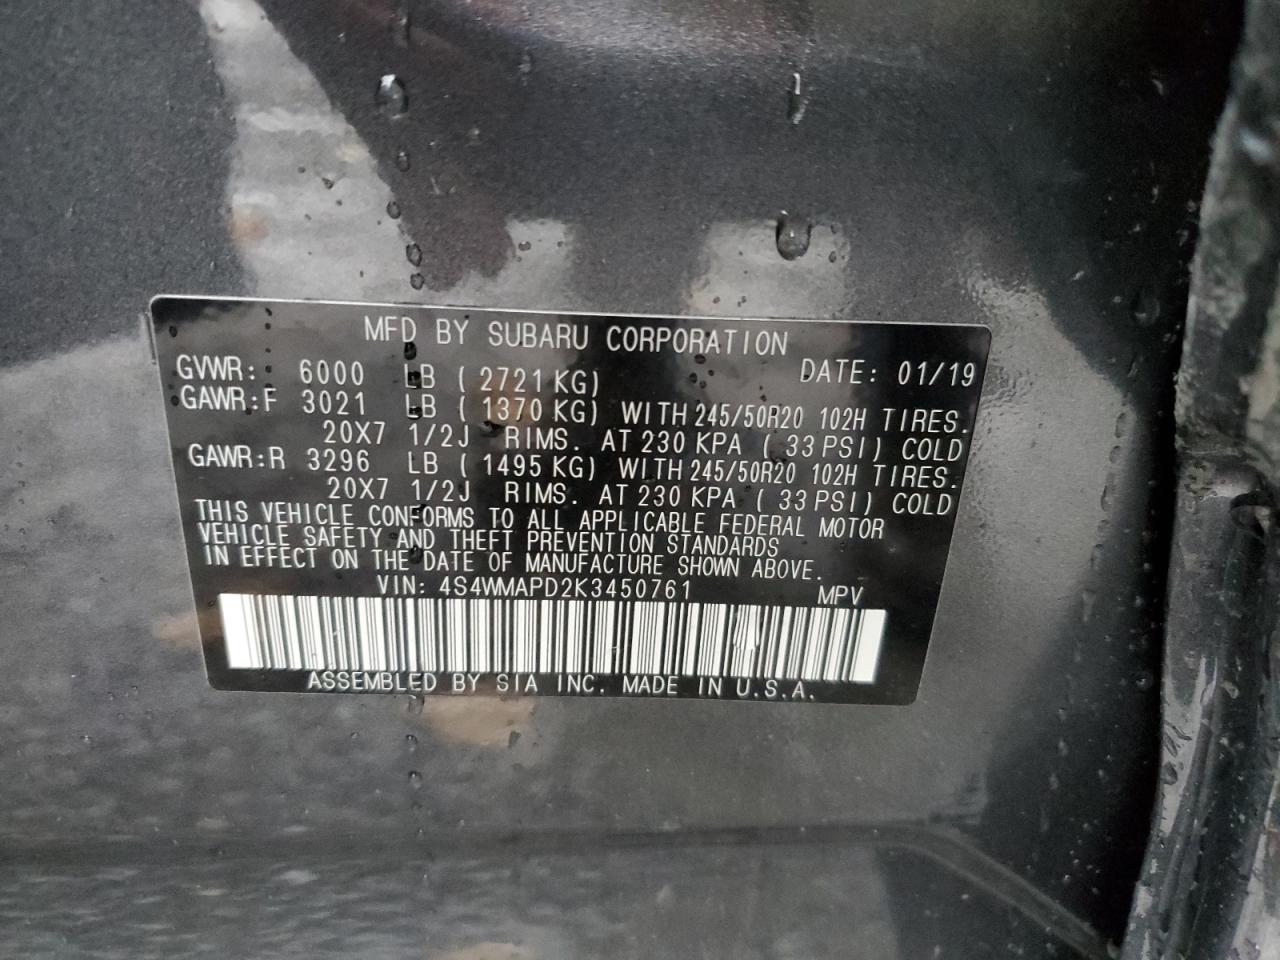 MFD BY SUBARU CORPORATION
GVWR: 6000 LB ( 2721 KG) DATE: 01/19
GAWR:F 3021 LB ( 1370 KG) WITH 245/50R20 102H TIRES.
20X7 1/2J RIMS. AT 230 KPA ( 33 PSI) COLD
GAWR:R 3296 LB ( 1495 KG) WITH 245/50R20 102H TIRES.
20X7 1/2J RIMS. AT 230 KPA ( 33 PSI) COLD
THIS VEHICLE CONFORMS TO ALL APPLICABLE FEDERAL MOTOR
VEHICLE SAFETY AND THEFT PREVENTION STANDARDS
IN EFFECT ON THE DATE OF MANUFACTURE SHOWN ABOVE.
VIN: 4S4WMAPD2K3450761 MPV
ASSEMBLED BY SIA INC. MADE IN U.S.A.